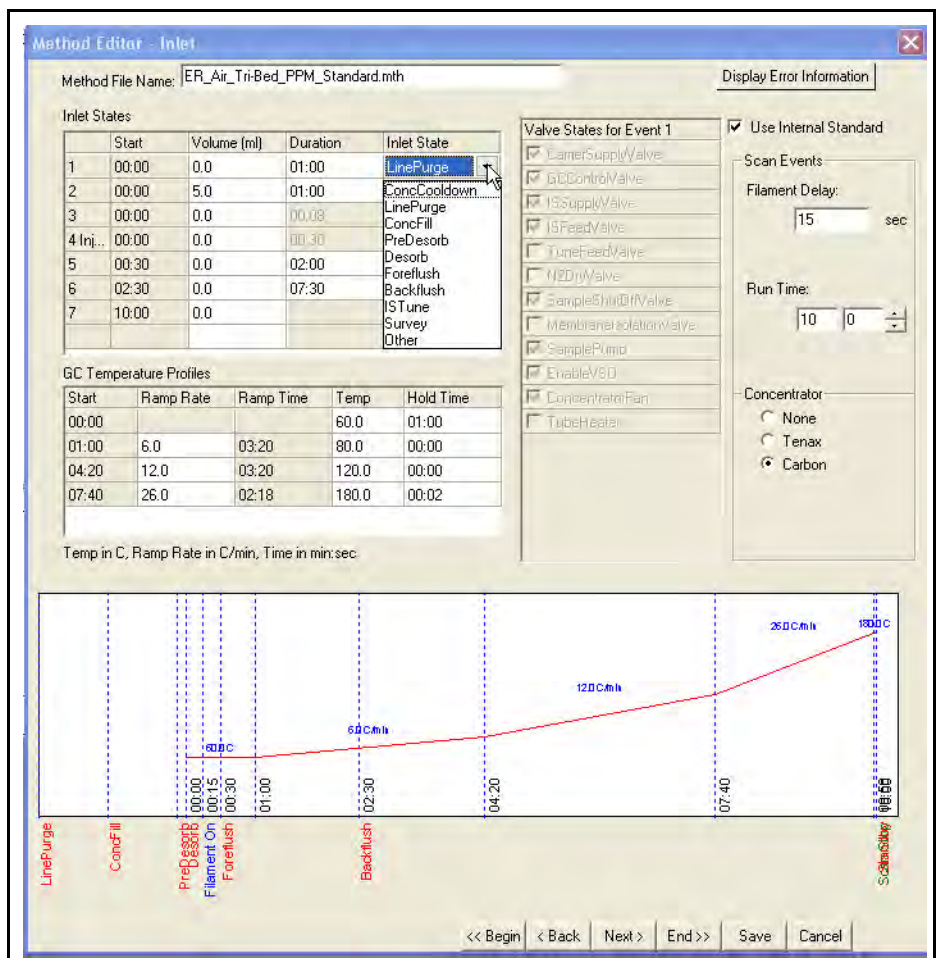 Method Editor - Inlet
Method File Name: ER_Air_Tri-Bed_PPM_Standard.mth
Display Error Information
Inlet States
Start Volume (ml) Duration Inlet State
1 00:00 0.0 01:00 LinePurge
2 00:00 5.0 01:00
3 00:00 0.0
4 Inj... 00:00 0.0 00:30
5 00:30 0.0 02:00
6 02:30 0.0 07:30
7 10:00 0.0
ConcCooldown
LinePurge
ConcFill
PreDesorb
Desorb
Foreflush
Backflush
ISTune
Survey
Other
Valve States for Event 1
CarrierSupplyValve
GCControlValve
ISSupplyValve
ISFeedValve
TuneFeedValve
N2DryValve
SampleShutOffValve
MembraneIsolationValve
SamplePump
EnableVSO
ConcentratorFan
TubeHeater
Use Internal Standard
Scan Events
Filament Delay:
15 sec
Run Time:
10 0
Concentrator
None
Tenax
Carbon
GC Temperature Profiles
Start Ramp Rate Ramp Time Temp Hold Time
00:00 60.0 01:00
01:00 6.0 03:20 80.0 00:00
04:20 12.0 03:20 120.0 00:00
07:40 26.0 02:18 180.0 00:02
Temp in C, Ramp Rate in C/min, Time in min:sec
60.0 C
6.0 C/min
12.0 C/min
26.0 C/min
180.0 C
00:00
00:15
00:30
01:00
02:30
04:20
07:40
LinePurge
ConcFill
PreDesorb
Desorb
Filament On
Foreflush
Backflush
<< Begin
< Back
Next >
End >>
Save
Cancel